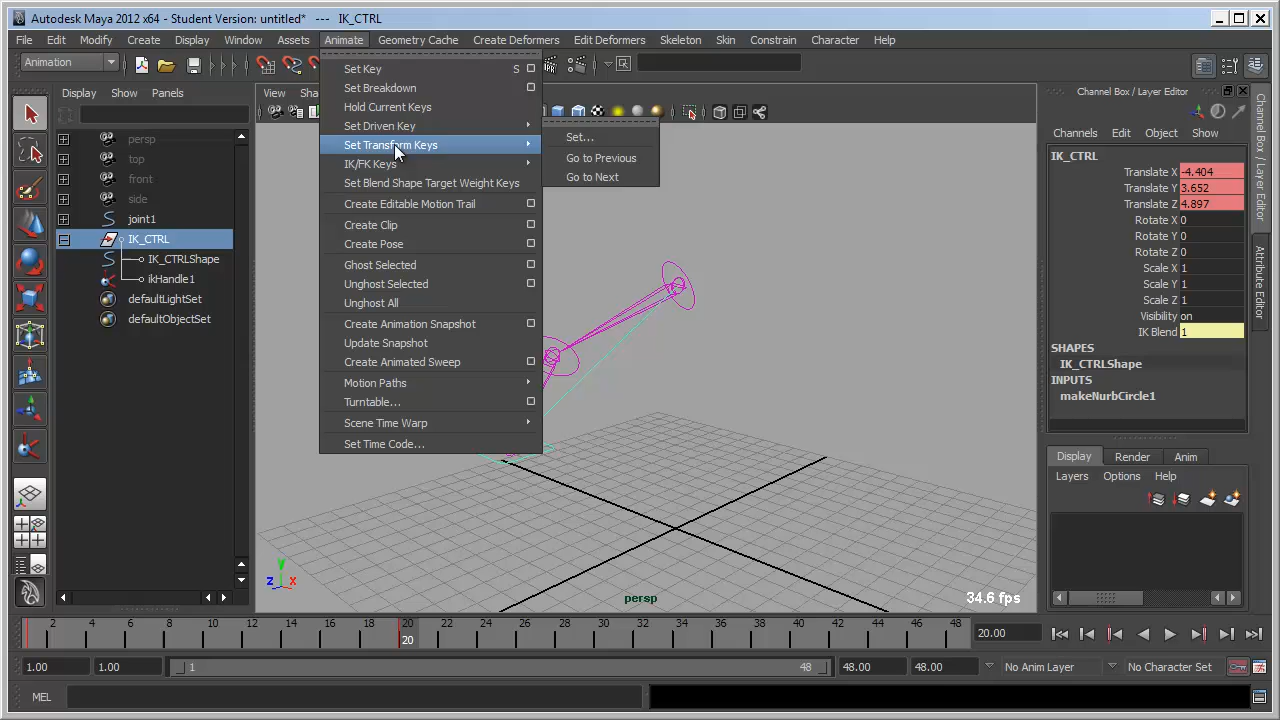 Autodesk Maya 2012 x64 - Student Version: untitled* --- IK_CTRL
File Edit Modify Create Display Window Assets Animate Geometry Cache Create Deformers Edit Deformers Skeleton Skin Constrain Character Help
Animation
Display Show Panels
persp
top
front
side
joint1
IK_CTRL
IK_CTRLShape
ikHandle1
defaultLightSet
defaultObjectSet
View
Set Key S
Set Breakdown
Hold Current Keys
Set Driven Key
Set Transform Keys
IK/FK Keys
Set Blend Shape Target Weight Keys
Create Editable Motion Trail
Create Clip
Create Pose
Ghost Selected
Unghost Selected
Unghost All
Create Animation Snapshot
Update Snapshot
Create Animated Sweep
Motion Paths
Turntable...
Scene Time Warp
Set Time Code...
Set...
Go to Previous
Go to Next
y
z x
persp
34.6 fps
Channel Box / Layer Editor
Channels Edit Object Show
IK_CTRL
Translate X -4.404
Translate Y 3.652
Translate Z 4.897
Rotate X 0
Rotate Y 0
Rotate Z 0
Scale X 1
Scale Y 1
Scale Z 1
Visibility on
IK Blend 1
SHAPES
IK_CTRLShape
INPUTS
makeNurbCircle1
Display Render Anim
Layers Options Help
Channel Box / Layer Editor
Attribute Editor
2 4 6 8 10 12 14 16 18 20 22 24 26 28 30 32 34 36 38 40 42 44 46 48
20
20.00
1.00 1.00 1 48 48.00 48.00 No Anim Layer No Character Set
MEL